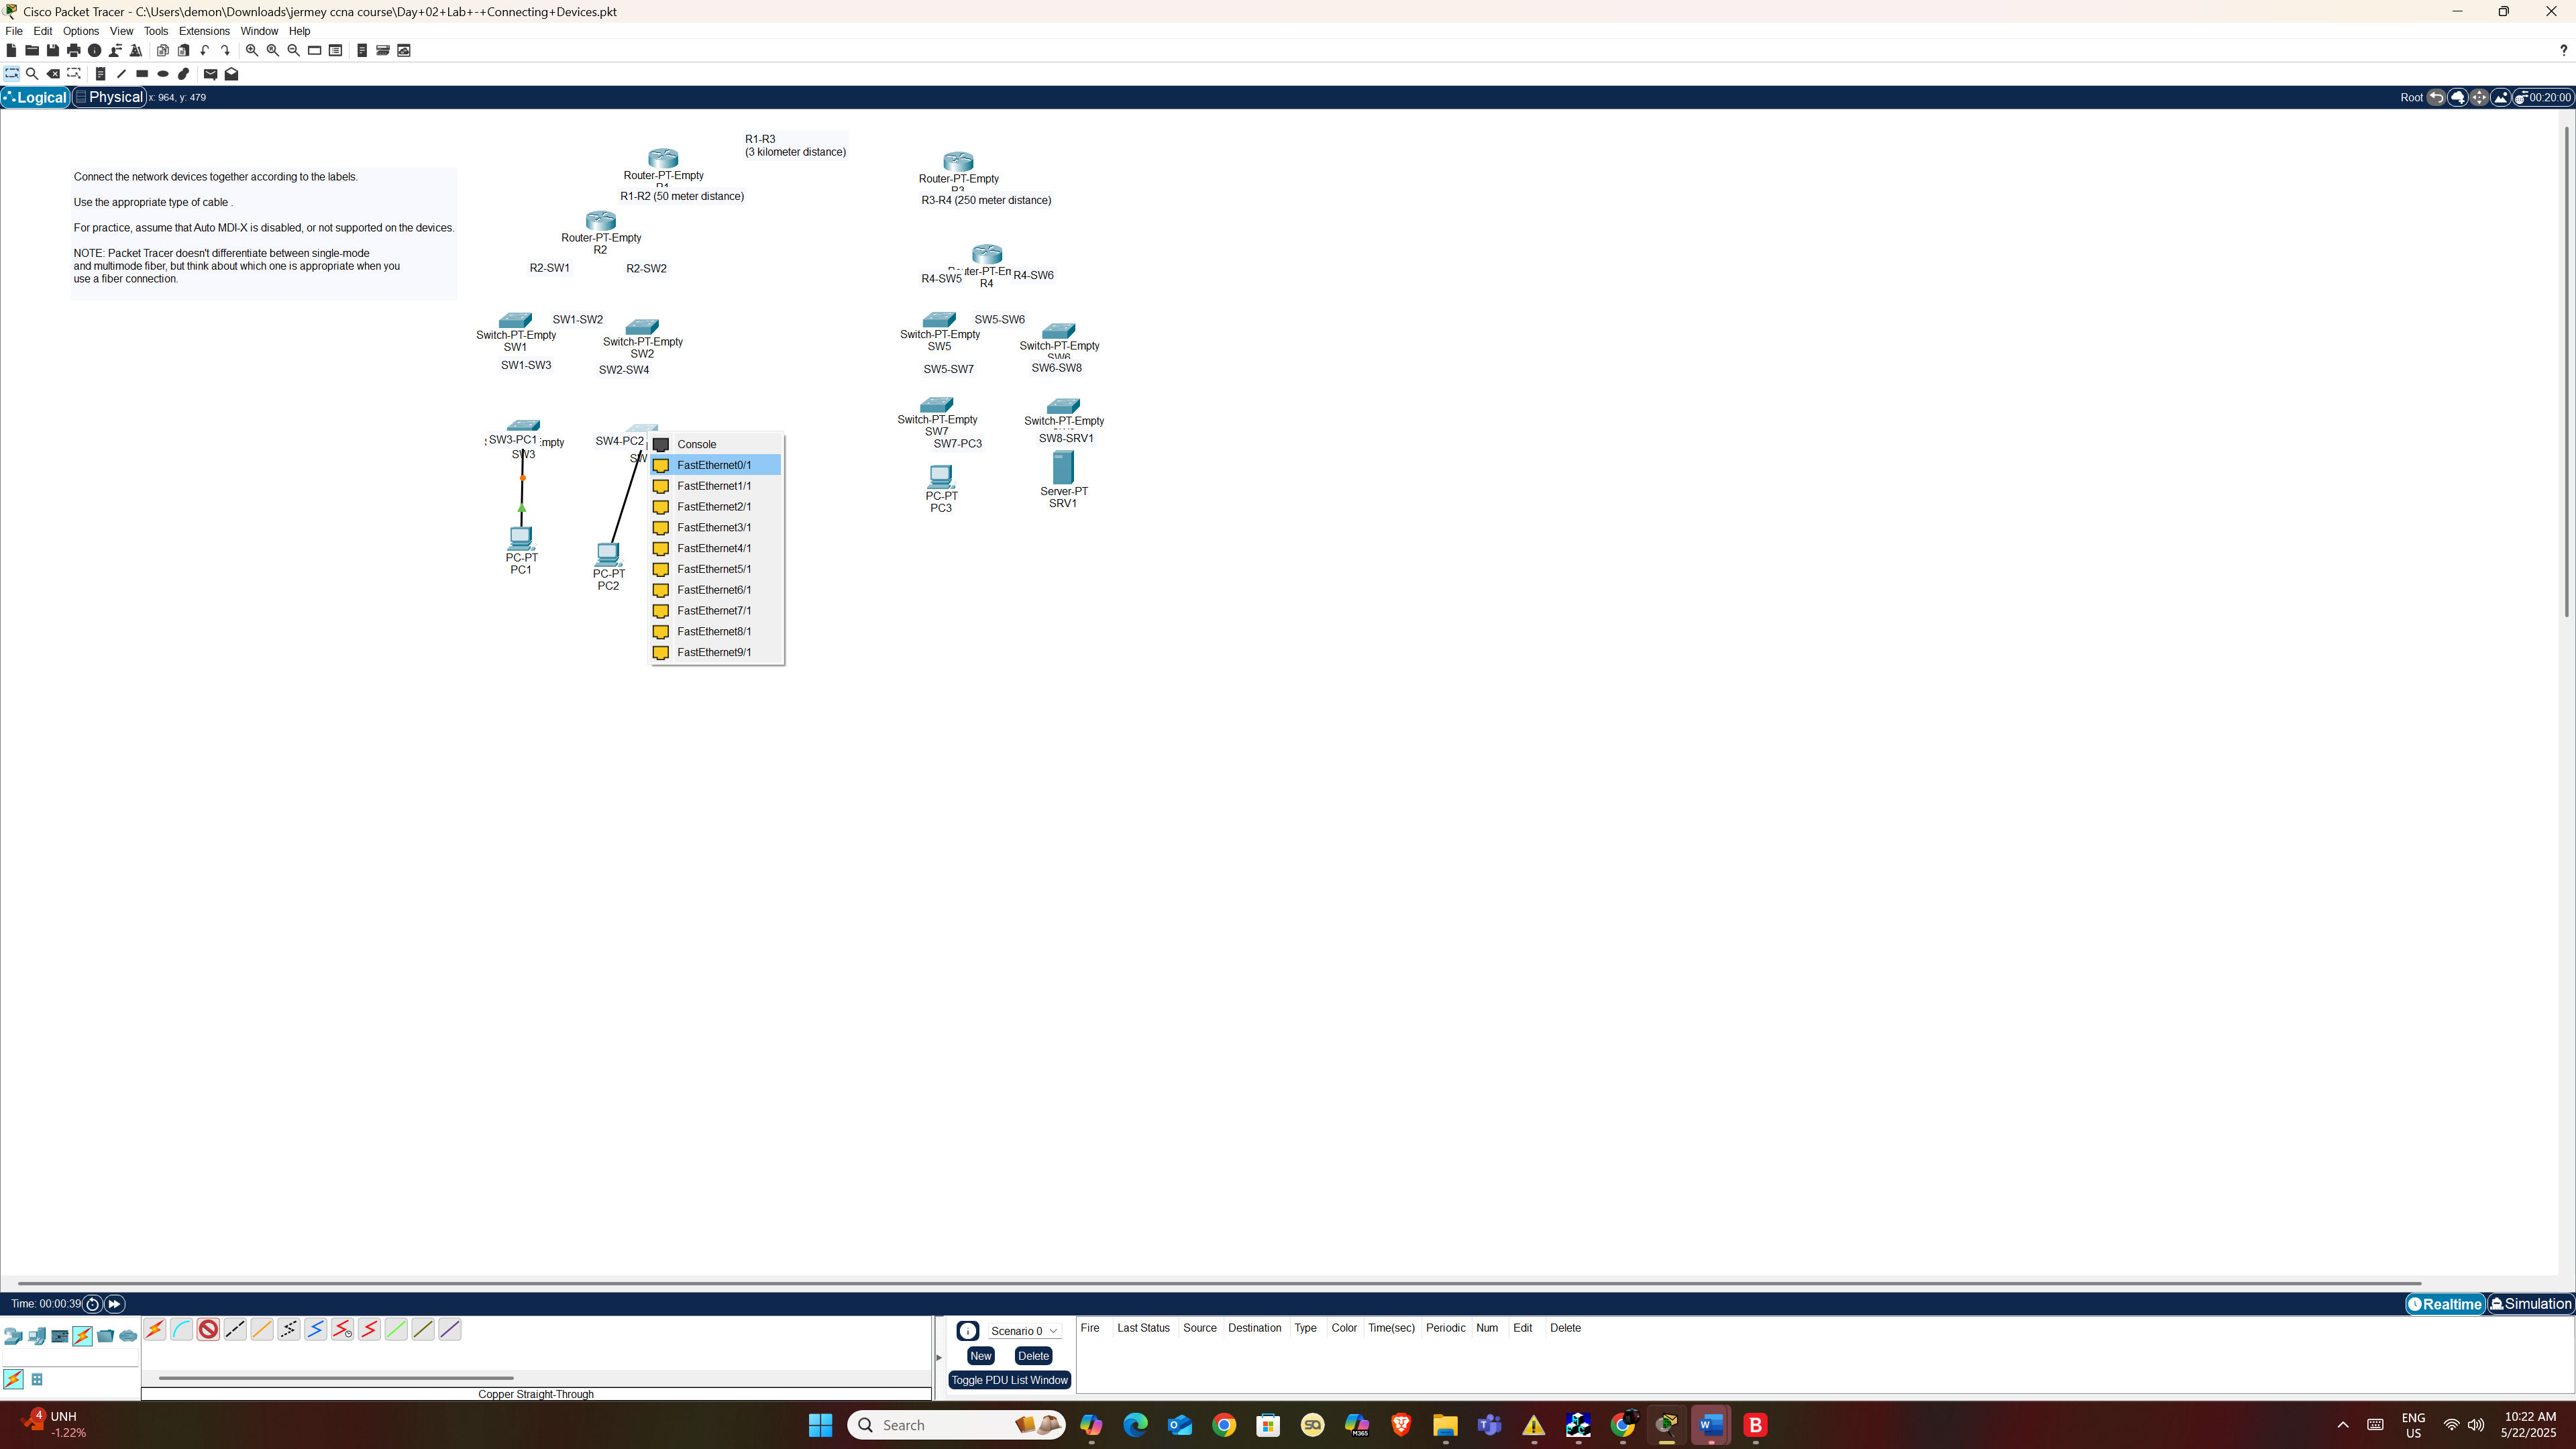 Cisco Packet Tracer - C:\Users\demon\Downloads\jermey ccna course\Day+02+Lab+-+Connecting+Devices.pkt
File Edit Options View Tools Extensions Window Help
?
Logical Physical x: 964, y: 479
Root 00:20:00
R1-R3
(3 kilometer distance)
Connect the network devices together according to the labels.
Use the appropriate type of cable .
For practice, assume that Auto MDI-X is disabled, or not supported on the devices.
NOTE: Packet Tracer doesn't differentiate between single-mode
and multimode fiber, but think about which one is appropriate when you
use a fiber connection.
Router-PT-Empty
R1
R1-R2 (50 meter distance)
Router-PT-Empty
R2
R2-SW1 R2-SW2
Router-PT-Empty
R3
R3-R4 (250 meter distance)
R4-SW5 R4-SW6
R4
SW1-SW2
Switch-PT-Empty
SW1
Switch-PT-Empty
SW2
SW1-SW3 SW2-SW4
SW5-SW6
Switch-PT-Empty
SW5
Switch-PT-Empty
SW6
SW5-SW7 SW6-SW8
Switch-PT-Empty
SW7
Switch-PT-Empty
SW7-PC3 SW8-SRV1
SW3-PC1
SW3
SW4-PC2
PC-PT
PC1
PC-PT
PC2
PC-PT
PC3
Server-PT
SRV1
Console
FastEthernet0/1
FastEthernet1/1
FastEthernet2/1
FastEthernet3/1
FastEthernet4/1
FastEthernet5/1
FastEthernet6/1
FastEthernet7/1
FastEthernet8/1
FastEthernet9/1
Time: 00:00:39
Realtime Simulation
Scenario 0
New Delete
Toggle PDU List Window
Fire Last Status Source Destination Type Color Time(sec) Periodic Num Edit Delete
Copper Straight-Through
4 UNH
-1.22%
Search
M365
ENG
US
10:22 AM
5/22/2025